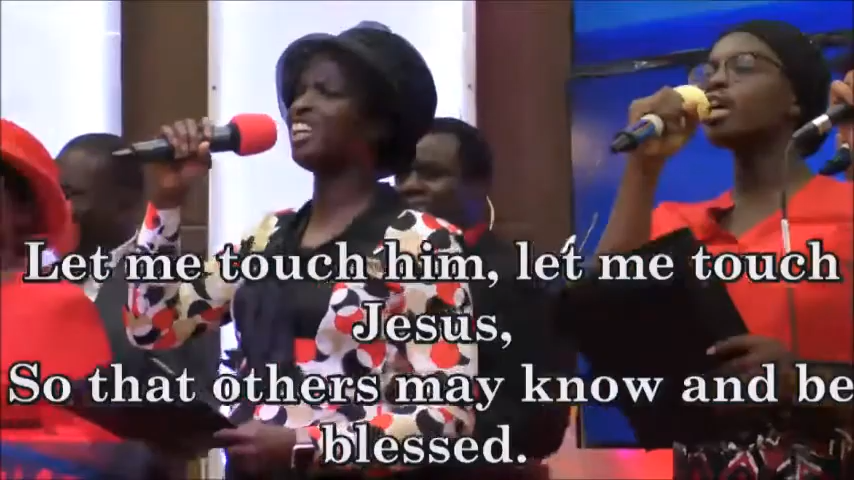 Let me touch him, let me touch
Jesus,
So that others may know and be
blessed.